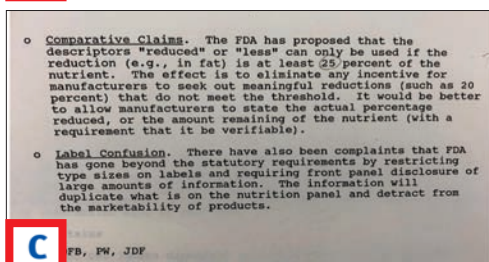 o Comparative Claims. The FDA has proposed that the
descriptors "reduced" or "less" can only be used if the
reduction (e.g., in fat) is at least 25 percent of the
nutrient. The effect is to eliminate any incentive for
manufacturers to seek out meaningful reductions (such as 20
percent) that do not meet the threshold. It would be better
to allow manufacturers to state the actual percentage
reduced, or the amount remaining of the nutrient (with a
requirement that it be verifiable).
o Label Confusion. There have also been complaints that FDA
has gone beyond the statutory requirements by restricting
type sizes on labels and requiring front panel disclosure of
large amounts of information. The information will
duplicate what is on the nutrition panel and detract from
the marketability of products.
C
FB, PW, JDF